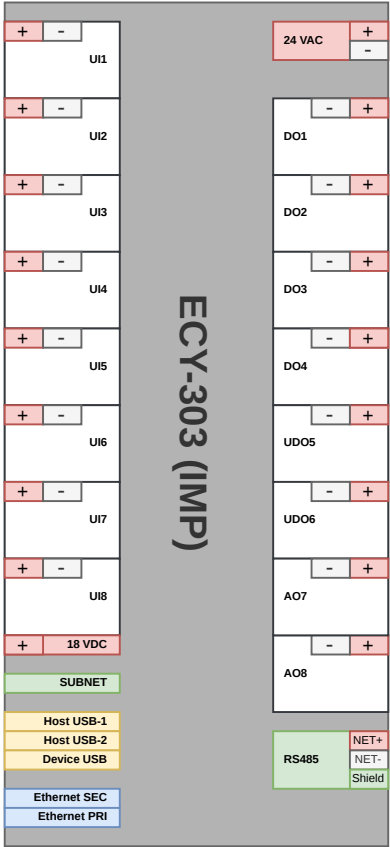 + -
UI1
+ -
UI2
+ -
UI3
+ -
UI4
+ -
UI5
+ -
UI6
+ -
UI7
+ -
UI8
+ 18 VDC
SUBNET
Host USB-1
Host USB-2
Device USB
Ethernet SEC
Ethernet PRI
ECY-303 (IMP)
24 VAC
+
-
- +
DO1
- +
DO2
- +
DO3
- +
DO4
- +
UDO5
- +
UDO6
- +
AO7
- +
AO8
RS485
NET+
NET-
Shield